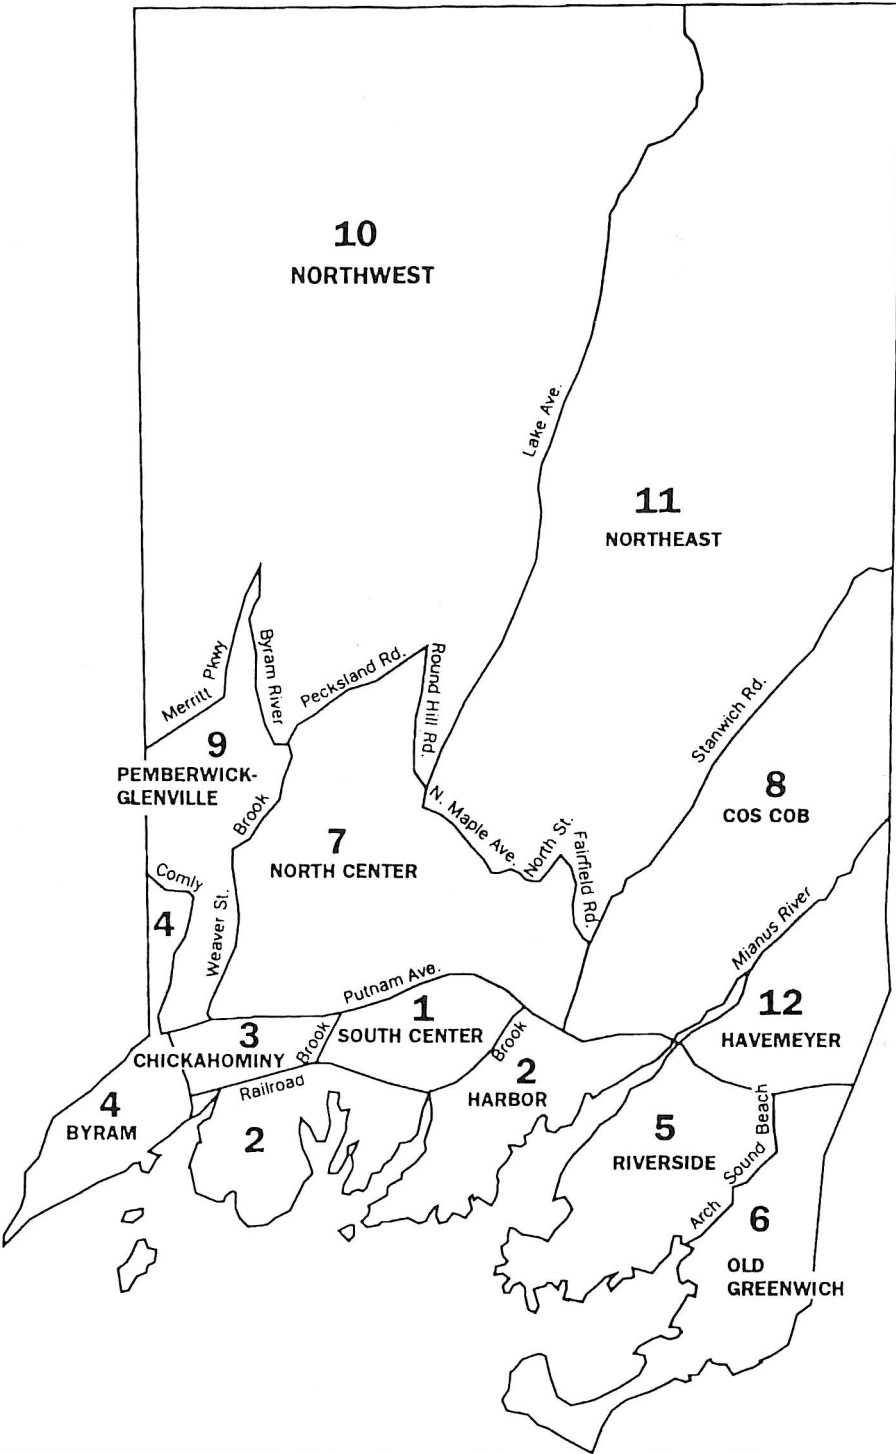 10
NORTHWEST
Lake Ave.
11
NORTHEAST
Merritt Pkwy
Byram River
Pecksland Rd.
Round Hill Rd.
Stanwich Rd.
9
PEMBERWICK-
GLENVILLE
Brook
8
COS COB
N. Maple Ave.
North St.
Fairfield Rd.
7
NORTH CENTER
Comly
4
Weaver St.
Mianus River
Putnam Ave.
12
HAVEMEYER
1
SOUTH CENTER
3
CHICKAHOMINY
Brook
Brook
Railroad
2
HARBOR
4
BYRAM
2
5
RIVERSIDE
Sound Beach
Arch
6
OLD
GREENWICH